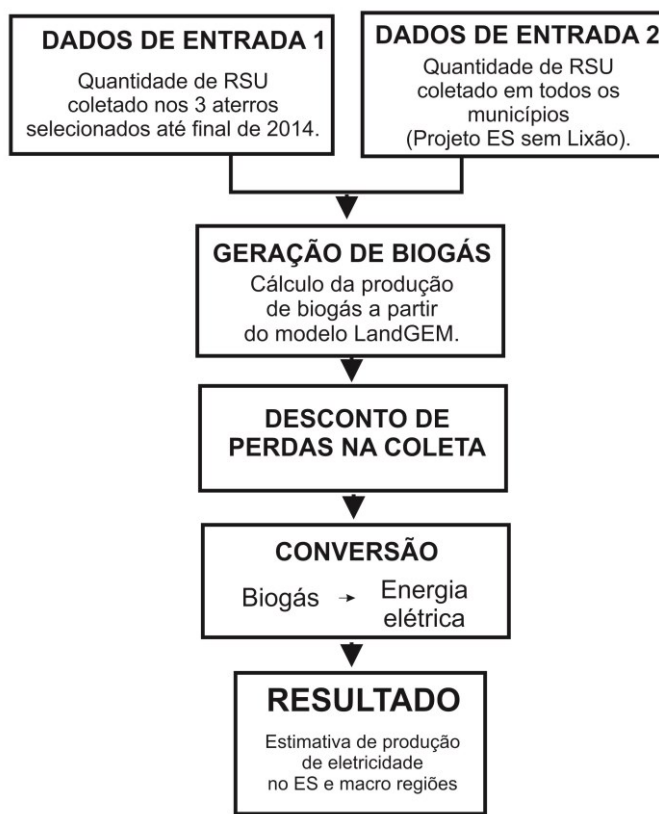 DADOS DE ENTRADA 1
Quantidade de RSU
coletado nos 3 aterros
selecionados até final de 2014.
DADOS DE ENTRADA 2
Quantidade de RSU
coletado em todos os
municípios
(Projeto ES sem Lixão).
GERAÇÃO DE BIOGÁS
Cálculo da produção
de biogás a partir
do modelo LandGEM.
DESCONTO DE
PERDAS NA COLETA
CONVERSÃO
Biogás → Energia
elétrica
RESULTADO
Estimativa de produção
de eletricidade
no ES e macro regiões